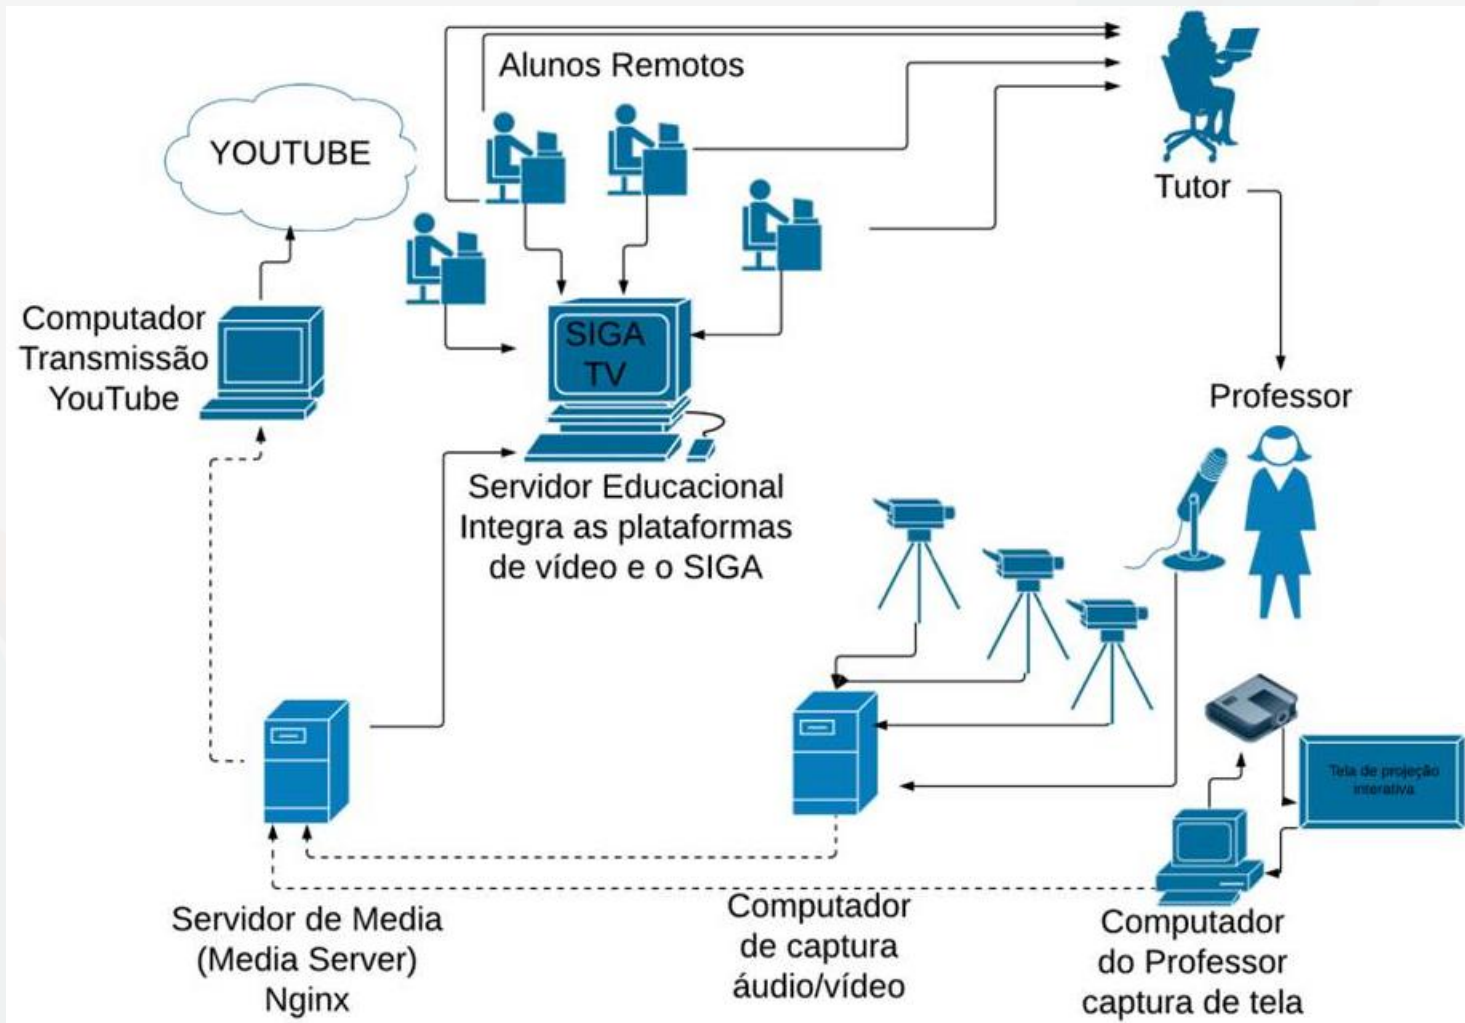 Alunos Remotos
YOUTUBE
Tutor
Computador
Transmissão
YouTube
SIGA
TV
Professor
Servidor Educacional
Integra as plataformas
de vídeo e o SIGA
Tela de projeção
interativa
Servidor de Media
(Media Server)
Nginx
Computador
de captura
áudio/vídeo
Computador
do Professor
captura de tela